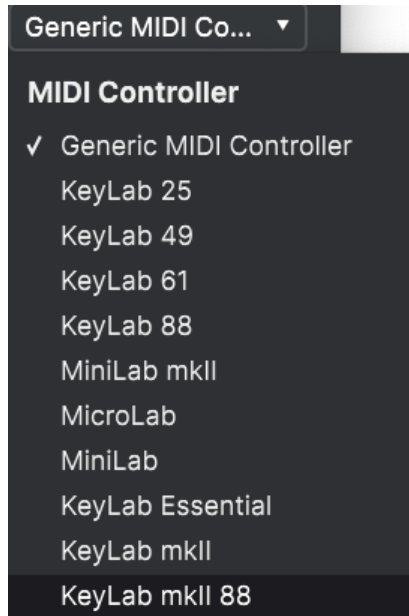 Generic MIDI Co... ▼
MIDI Controller
✓ Generic MIDI Controller
KeyLab 25
KeyLab 49
KeyLab 61
KeyLab 88
MiniLab mkII
MicroLab
MiniLab
KeyLab Essential
KeyLab mkII
KeyLab mkII 88